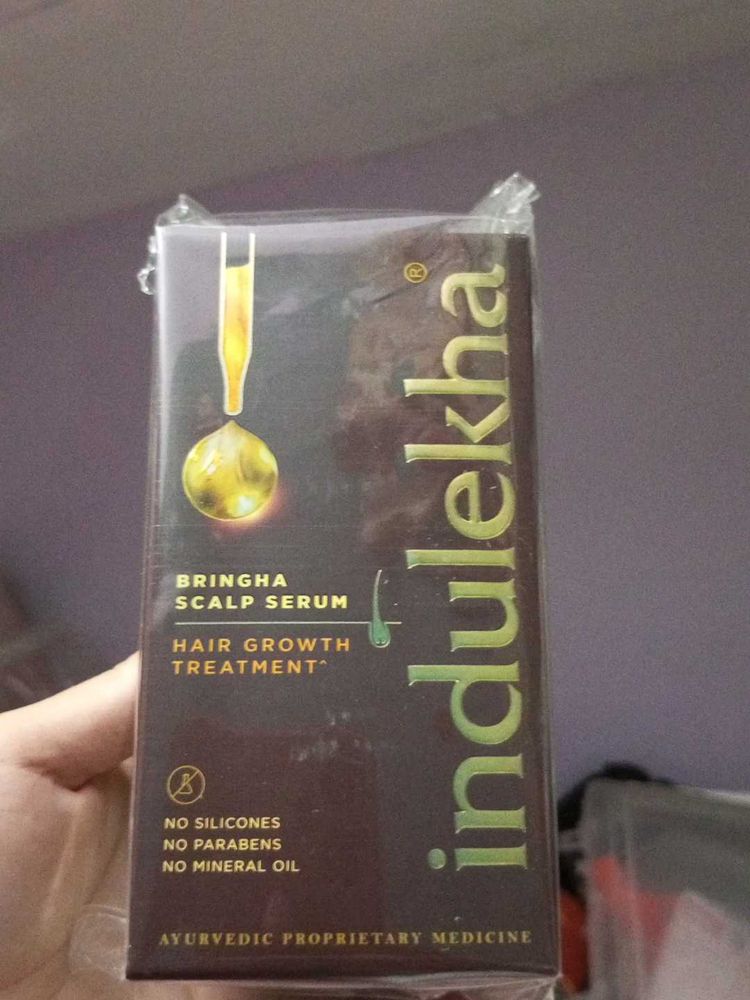 indulekha®
BRINGHA
SCALP SERUM
HAIR GROWTH
TREATMENT^
NO SILICONES
NO PARABENS
NO MINERAL OIL
AYURVEDIC PROPRIETARY MEDICINE